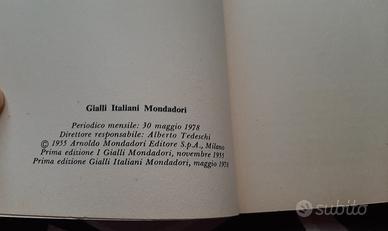 Gialli Italiani Mondadori
Periodico mensile: 30 maggio 1978
Direttore responsabile: Alberto Tedeschi
© 1955 Arnoldo Mondadori Editore S.p.A., Milano
Prima edizione I Gialli Mondadori, novembre 1955
Prima edizione Gialli Italiani Mondadori, maggio 1978
subito